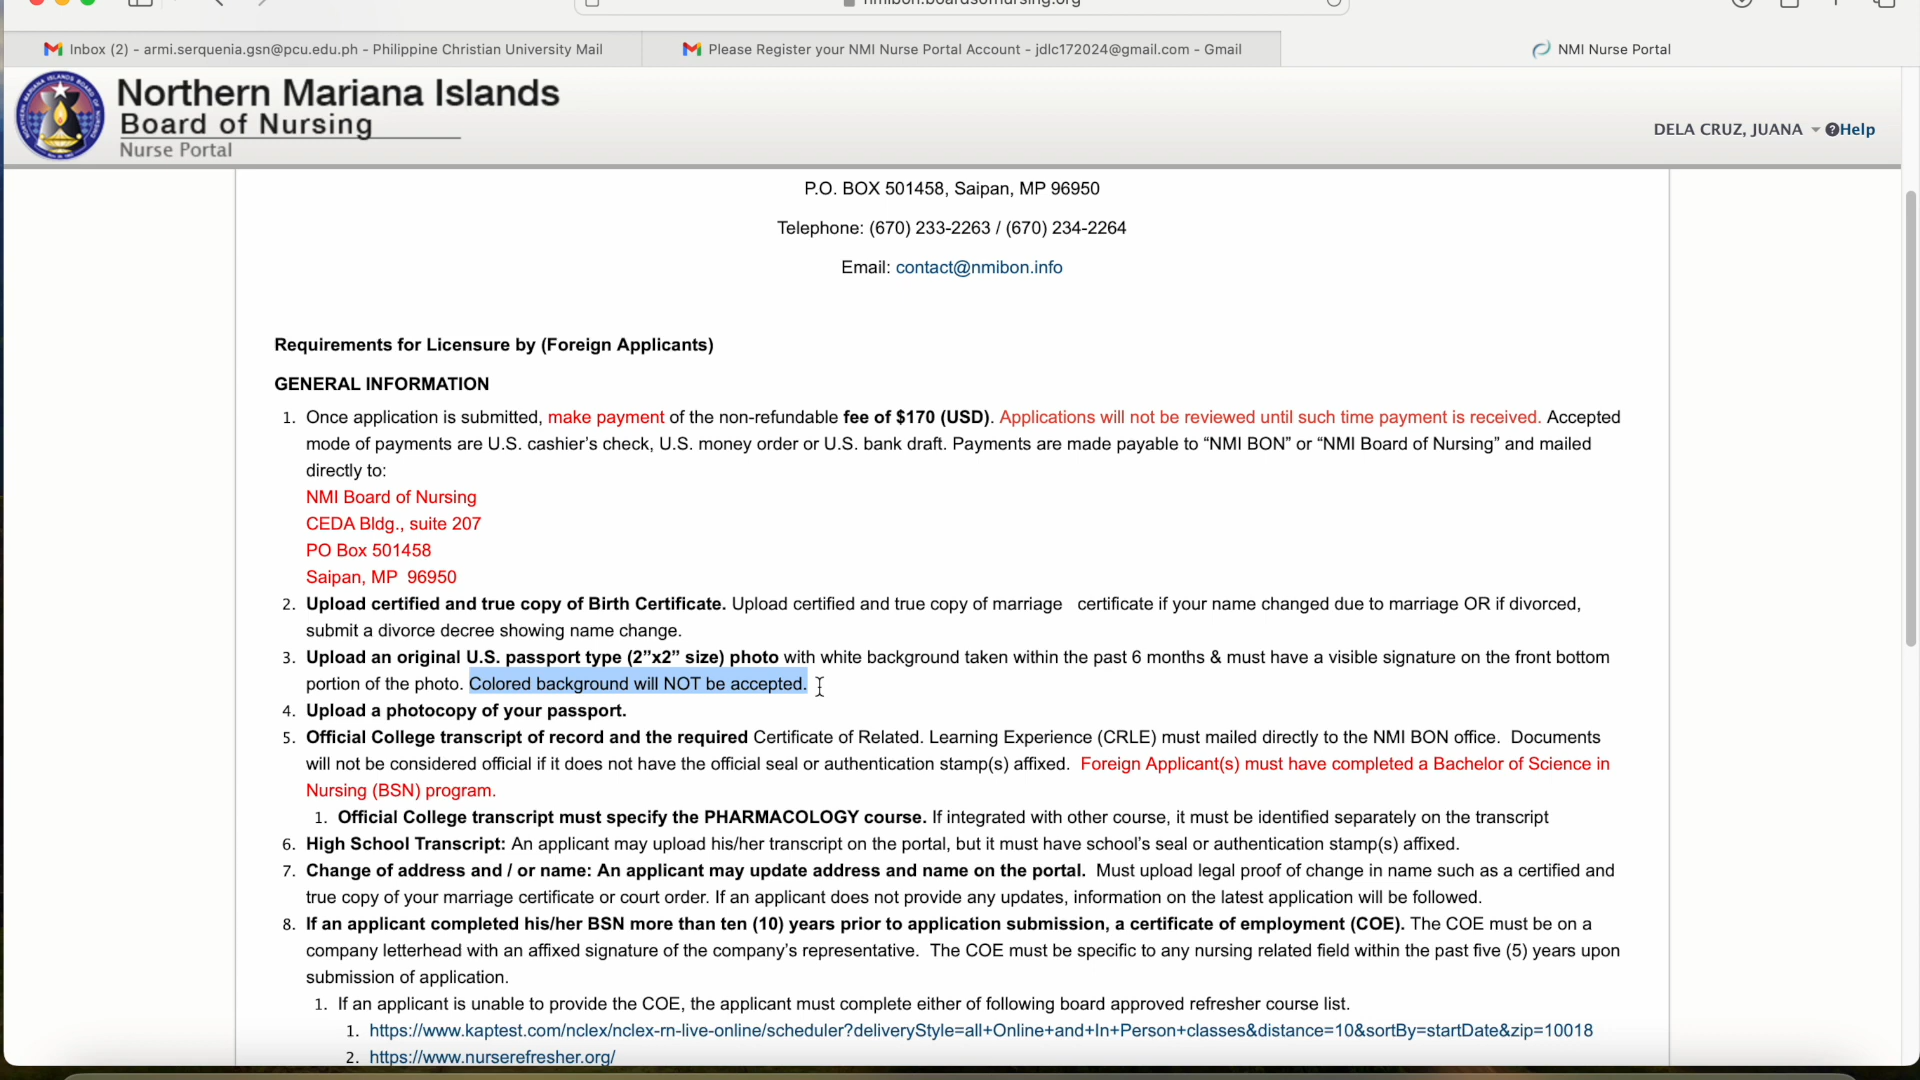 nmibon.boardsofnursing.org
Inbox (2) - armi.serquenia.gsn@pcu.edu.ph - Philippine Christian University Mail
Please Register your NMI Nurse Portal Account - jdlc172024@gmail.com - Gmail
NMI Nurse Portal
Northern Mariana Islands
Board of Nursing
Nurse Portal
DELA CRUZ, JUANA
Help
P.O. BOX 501458, Saipan, MP 96950
Telephone: (670) 233-2263 / (670) 234-2264
Email: contact@nmibon.info
Requirements for Licensure by (Foreign Applicants)
GENERAL INFORMATION
1. Once application is submitted, make payment of the non-refundable fee of $170 (USD). Applications will not be reviewed until such time payment is received. Accepted
mode of payments are U.S. cashier's check, U.S. money order or U.S. bank draft. Payments are made payable to “NMI BON” or “NMI Board of Nursing” and mailed
directly to:
NMI Board of Nursing
CEDA Bldg., suite 207
PO Box 501458
Saipan, MP  96950
2. Upload certified and true copy of Birth Certificate. Upload certified and true copy of marriage   certificate if your name changed due to marriage OR if divorced,
submit a divorce decree showing name change.
3. Upload an original U.S. passport type (2”x2” size) photo with white background taken within the past 6 months & must have a visible signature on the front bottom
portion of the photo. Colored background will NOT be accepted.
4. Upload a photocopy of your passport.
5. Official College transcript of record and the required Certificate of Related. Learning Experience (CRLE) must mailed directly to the NMI BON office.  Documents
will not be considered official if it does not have the official seal or authentication stamp(s) affixed.  Foreign Applicant(s) must have completed a Bachelor of Science in
Nursing (BSN) program.
1. Official College transcript must specify the PHARMACOLOGY course. If integrated with other course, it must be identified separately on the transcript
6. High School Transcript: An applicant may upload his/her transcript on the portal, but it must have school's seal or authentication stamp(s) affixed.
7. Change of address and / or name: An applicant may update address and name on the portal.  Must upload legal proof of change in name such as a certified and
true copy of your marriage certificate or court order. If an applicant does not provide any updates, information on the latest application will be followed.
8. If an applicant completed his/her BSN more than ten (10) years prior to application submission, a certificate of employment (COE). The COE must be on a
company letterhead with an affixed signature of the company's representative.  The COE must be specific to any nursing related field within the past five (5) years upon
submission of application.
1. If an applicant is unable to provide the COE, the applicant must complete either of following board approved refresher course list.
1. https://www.kaptest.com/nclex/nclex-rn-live-online/scheduler?deliveryStyle=all+Online+and+In+Person+classes&distance=10&sortBy=startDate&zip=10018
2. https://www.nurserefresher.org/